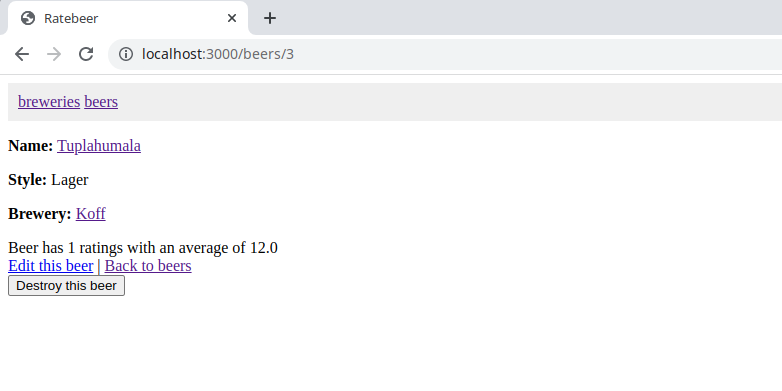 Ratebeer
localhost:3000/beers/3
breweries beers
Name: Tuplahumala
Style: Lager
Brewery: Koff
Beer has 1 ratings with an average of 12.0
Edit this beer | Back to beers
Destroy this beer